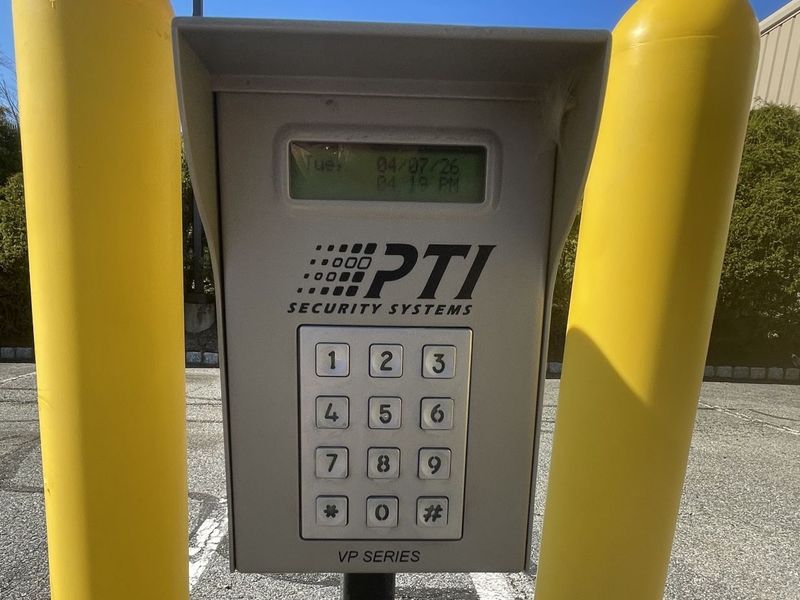 Tue, 04/07/26
04:19 PM
PTI
SECURITY SYSTEMS
1 2 3
4 5 6
7 8 9
* 0 #
VP SERIES